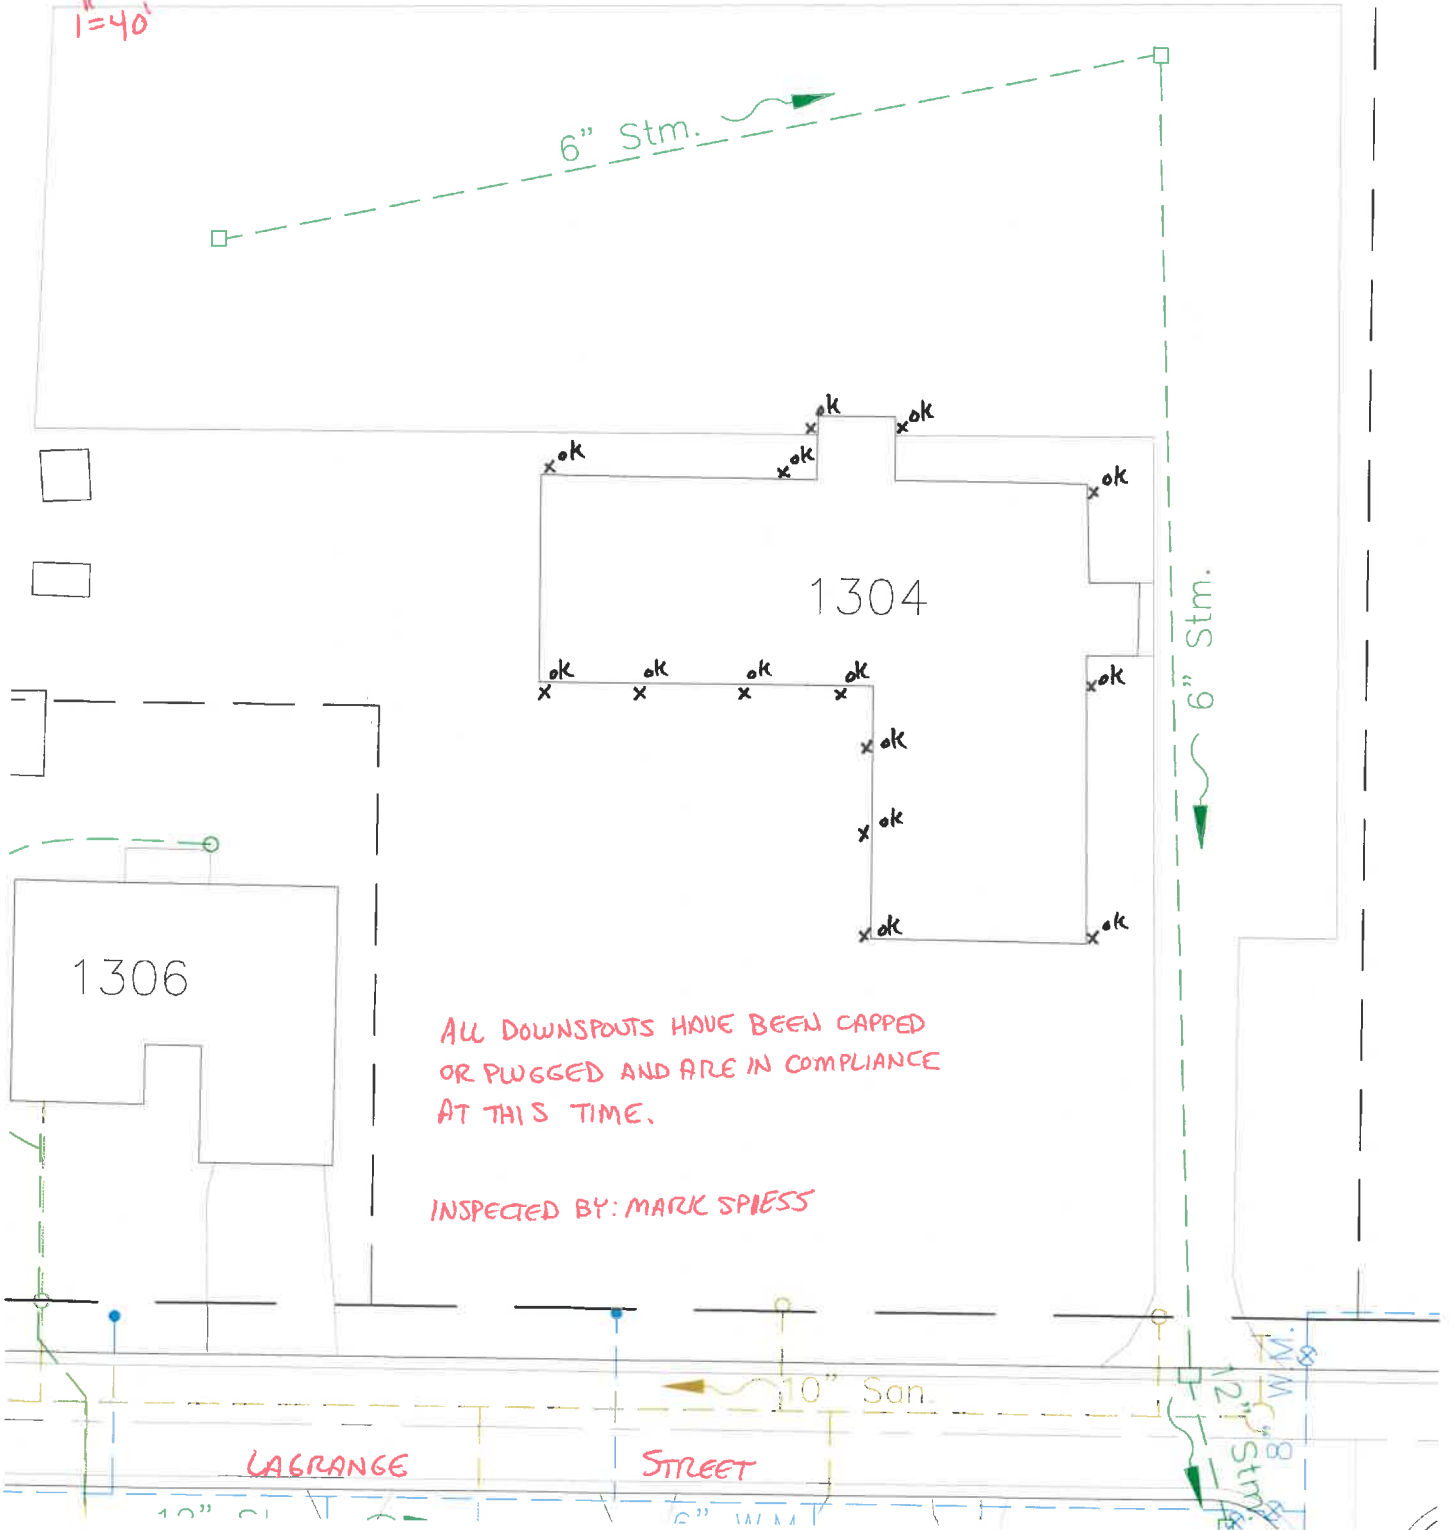 1"=40'
6" Stm.
ok
ok
ok
ok
ok
1304
6" Stm.
ok
ok
ok
ok
ok
ok
ok
ok
ok
1306
ALL DOWNSPOUTS HAVE BEEN CAPPED
OR PLUGGED AND ARE IN COMPLIANCE
AT THIS TIME.
INSPECTED BY: MARK SPIESS
10" San.
12" Stm.
8" W.M.
LAGRANGE STREET
6" W.M.